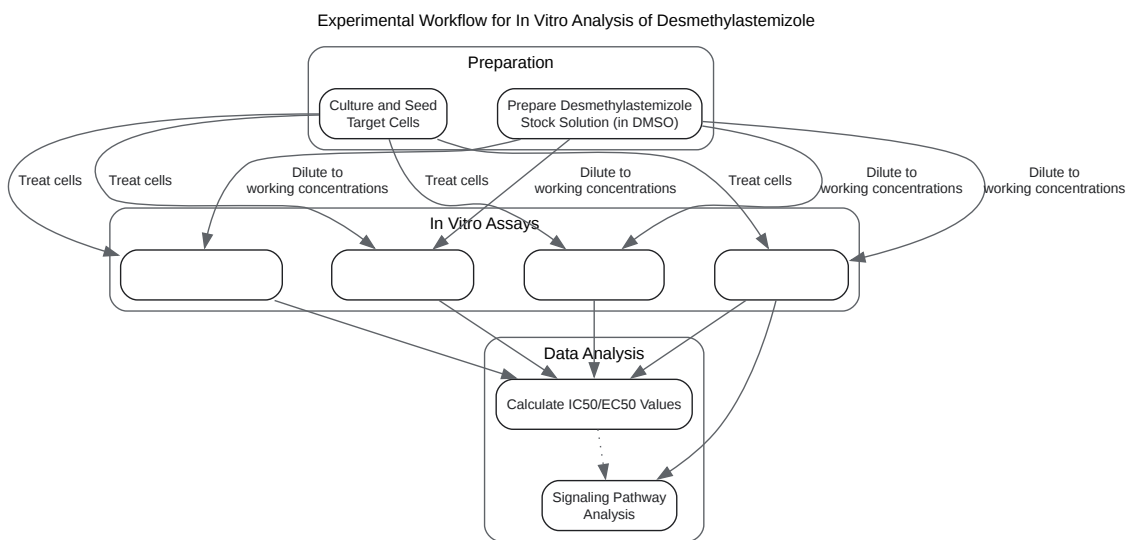 Experimental Workflow for In Vitro Analysis of Desmethylastemizole
Preparation
Culture and Seed
Target Cells
Prepare Desmethylastemizole
Stock Solution (in DMSO)
Treat cells
Treat cells
Dilute to
working concentrations
Treat cells
Dilute to
working concentrations
Treat cells
Dilute to
working concentrations
Dilute to
working concentrations
In Vitro Assays
Data Analysis
Calculate IC50/EC50 Values
Signaling Pathway
Analysis